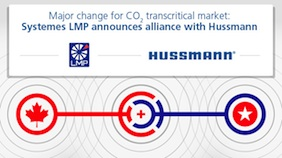 Major change for CO2 transcritical market:
Systemes LMP announces alliance with Hussmann
LMP
HUSSMANN®